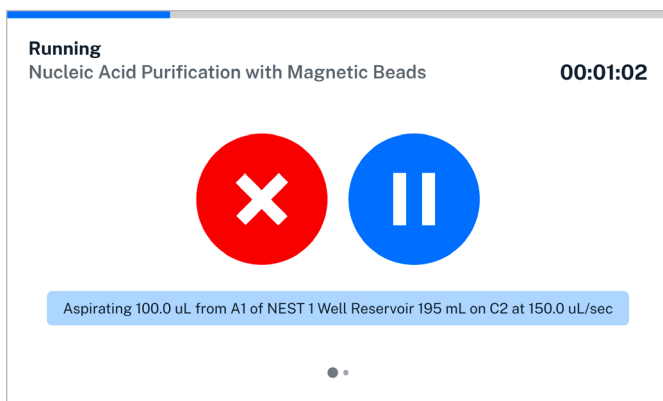 Running
Nucleic Acid Purification with Magnetic Beads
00:01:02
Aspirating 100.0 uL from A1 of NEST 1 Well Reservoir 195 mL on C2 at 150.0 uL/sec